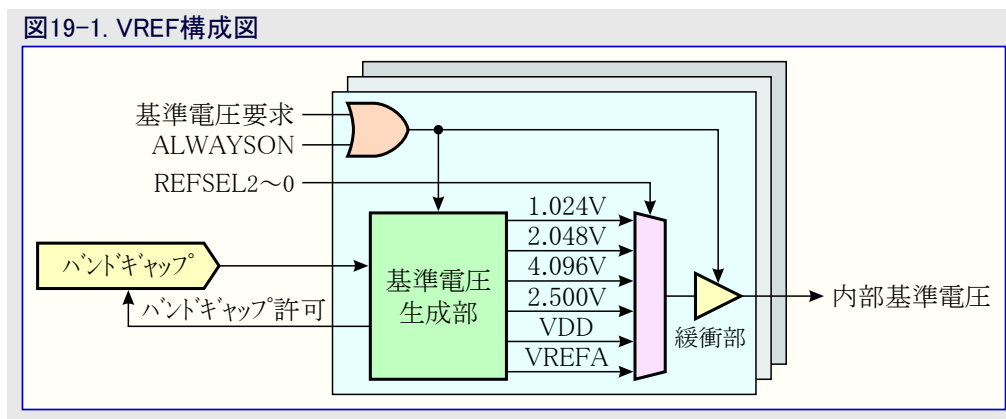 図19-1. VREF構成図
基準電圧要求
ALWAYSON
REFSEL2～0
1.024V
2.048V
4.096V
2.500V
VDD
VREFA
バンドギャップ
バンドギャップ許可
基準電圧
生成部
緩衝部
内部基準電圧